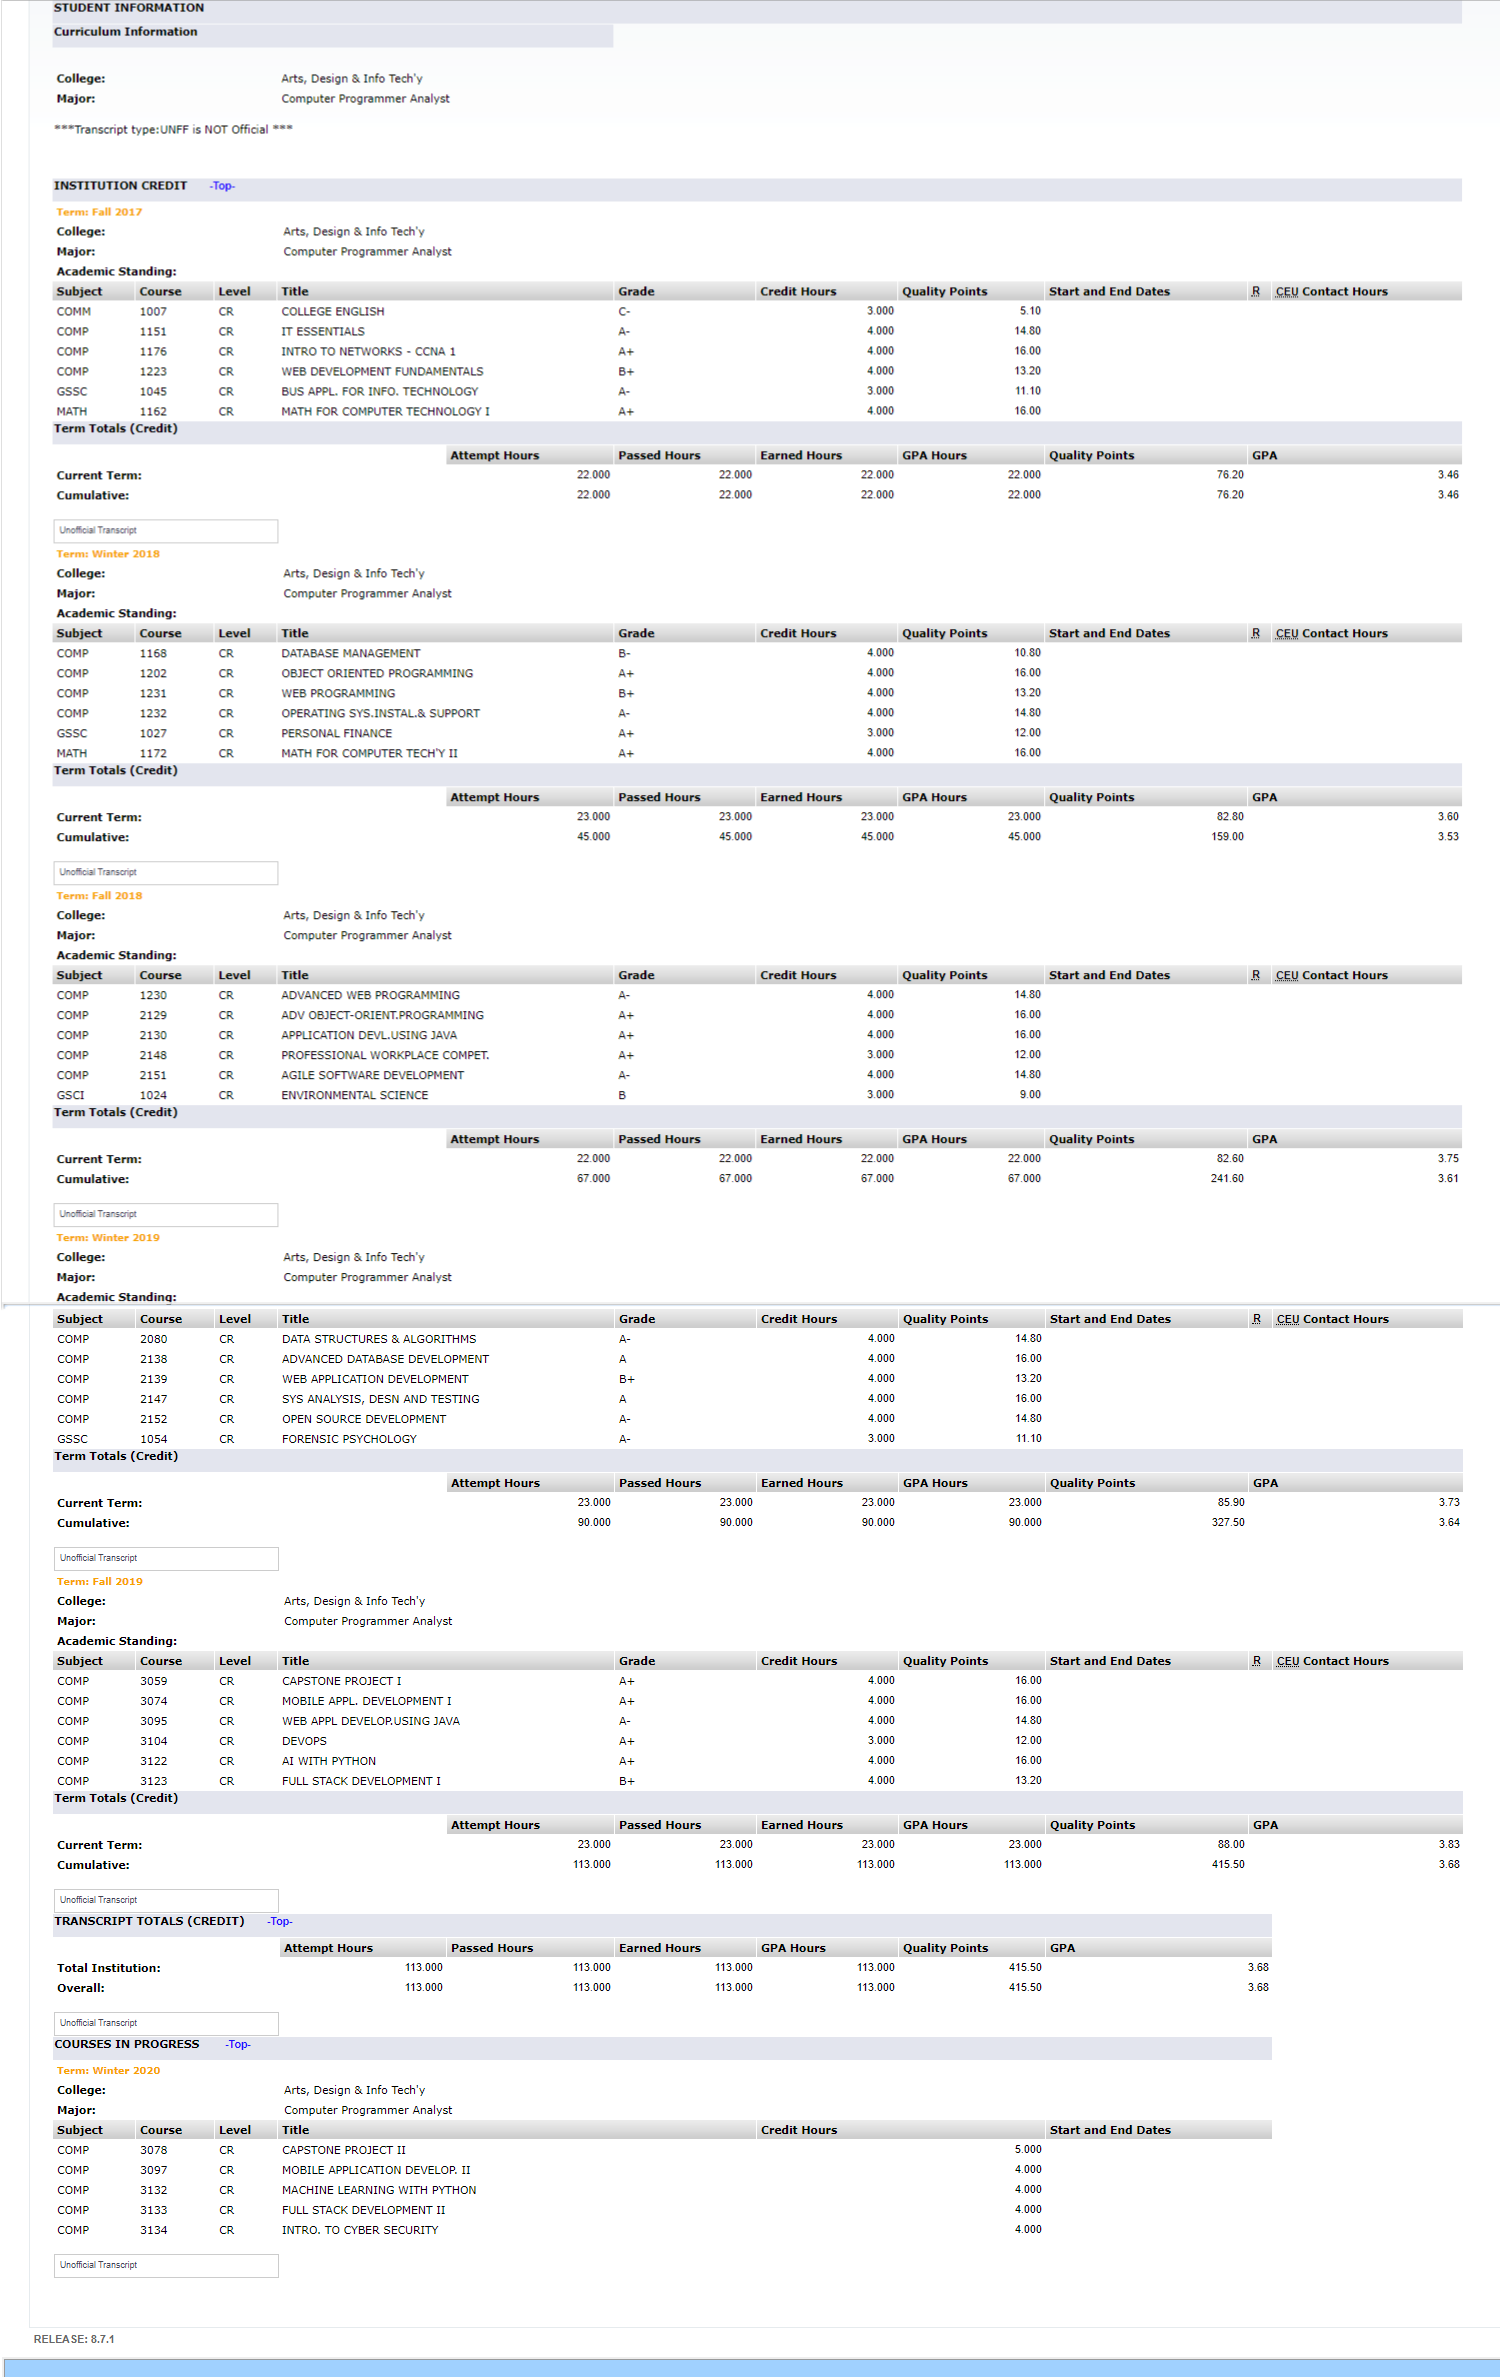 STUDENT INFORMATION
Curriculum Information
College: Arts, Design & Info Tech'y
Major: Computer Programmer Analyst
***Transcript type:UNFF is NOT Official ***
INSTITUTION CREDIT -Top-
Term: Fall 2017
College: Arts, Design & Info Tech'y
Major: Computer Programmer Analyst
Academic Standing:
Subject Course Level Title Grade Credit Hours Quality Points Start and End Dates R CEU Contact Hours
COMM 1007 CR COLLEGE ENGLISH C- 3.000 5.10
COMP 1151 CR IT ESSENTIALS A- 4.000 14.80
COMP 1176 CR INTRO TO NETWORKS - CCNA 1 A+ 4.000 16.00
COMP 1223 CR WEB DEVELOPMENT FUNDAMENTALS B+ 4.000 13.20
GSSC 1045 CR BUS APPL. FOR INFO. TECHNOLOGY A- 3.000 11.10
MATH 1162 CR MATH FOR COMPUTER TECHNOLOGY I A+ 4.000 16.00
Term Totals (Credit)
Attempt Hours Passed Hours Earned Hours GPA Hours Quality Points GPA
Current Term: 22.000 22.000 22.000 22.000 76.20 3.46
Cumulative: 22.000 22.000 22.000 22.000 76.20 3.46
Unofficial Transcript
Term: Winter 2018
College: Arts, Design & Info Tech'y
Major: Computer Programmer Analyst
Academic Standing:
Subject Course Level Title Grade Credit Hours Quality Points Start and End Dates R CEU Contact Hours
COMP 1168 CR DATABASE MANAGEMENT B- 4.000 10.80
COMP 1202 CR OBJECT ORIENTED PROGRAMMING A+ 4.000 16.00
COMP 1231 CR WEB PROGRAMMING B+ 4.000 13.20
COMP 1232 CR OPERATING SYS.INSTAL.& SUPPORT A- 4.000 14.80
GSSC 1027 CR PERSONAL FINANCE A+ 3.000 12.00
MATH 1172 CR MATH FOR COMPUTER TECH'Y II A+ 4.000 16.00
Term Totals (Credit)
Attempt Hours Passed Hours Earned Hours GPA Hours Quality Points GPA
Current Term: 23.000 23.000 23.000 23.000 82.80 3.60
Cumulative: 45.000 45.000 45.000 45.000 159.00 3.53
Unofficial Transcript
Term: Fall 2018
College: Arts, Design & Info Tech'y
Major: Computer Programmer Analyst
Academic Standing:
Subject Course Level Title Grade Credit Hours Quality Points Start and End Dates R CEU Contact Hours
COMP 1230 CR ADVANCED WEB PROGRAMMING A- 4.000 14.80
COMP 2129 CR ADV OBJECT-ORIENT.PROGRAMMING A+ 4.000 16.00
COMP 2130 CR APPLICATION DEVL.USING JAVA A+ 4.000 16.00
COMP 2148 CR PROFESSIONAL WORKPLACE COMPET. A+ 3.000 12.00
COMP 2151 CR AGILE SOFTWARE DEVELOPMENT A- 4.000 14.80
GSCI 1024 CR ENVIRONMENTAL SCIENCE B 3.000 9.00
Term Totals (Credit)
Attempt Hours Passed Hours Earned Hours GPA Hours Quality Points GPA
Current Term: 22.000 22.000 22.000 22.000 82.60 3.75
Cumulative: 67.000 67.000 67.000 67.000 241.60 3.61
Unofficial Transcript
Term: Winter 2019
College: Arts, Design & Info Tech'y
Major: Computer Programmer Analyst
Academic Standing:
Subject Course Level Title Grade Credit Hours Quality Points Start and End Dates R CEU Contact Hours
COMP 2080 CR DATA STRUCTURES & ALGORITHMS A- 4.000 14.80
COMP 2138 CR ADVANCED DATABASE DEVELOPMENT A 4.000 16.00
COMP 2139 CR WEB APPLICATION DEVELOPMENT B+ 4.000 13.20
COMP 2147 CR SYS ANALYSIS, DESN AND TESTING A 4.000 16.00
COMP 2152 CR OPEN SOURCE DEVELOPMENT A- 4.000 14.80
GSSC 1054 CR FORENSIC PSYCHOLOGY A- 3.000 11.10
Term Totals (Credit)
Attempt Hours Passed Hours Earned Hours GPA Hours Quality Points GPA
Current Term: 23.000 23.000 23.000 23.000 85.90 3.73
Cumulative: 90.000 90.000 90.000 90.000 327.50 3.64
Unofficial Transcript
Term: Fall 2019
College: Arts, Design & Info Tech'y
Major: Computer Programmer Analyst
Academic Standing:
Subject Course Level Title Grade Credit Hours Quality Points Start and End Dates R CEU Contact Hours
COMP 3059 CR CAPSTONE PROJECT I A+ 4.000 16.00
COMP 3074 CR MOBILE APPL. DEVELOPMENT I A+ 4.000 16.00
COMP 3095 CR WEB APPL DEVELOP.USING JAVA A- 4.000 14.80
COMP 3104 CR DEVOPS A+ 3.000 12.00
COMP 3122 CR AI WITH PYTHON A+ 4.000 16.00
COMP 3123 CR FULL STACK DEVELOPMENT I B+ 4.000 13.20
Term Totals (Credit)
Attempt Hours Passed Hours Earned Hours GPA Hours Quality Points GPA
Current Term: 23.000 23.000 23.000 23.000 88.00 3.83
Cumulative: 113.000 113.000 113.000 113.000 415.50 3.68
Unofficial Transcript
TRANSCRIPT TOTALS (CREDIT) -Top-
Attempt Hours Passed Hours Earned Hours GPA Hours Quality Points GPA
Total Institution: 113.000 113.000 113.000 113.000 415.50 3.68
Overall: 113.000 113.000 113.000 113.000 415.50 3.68
Unofficial Transcript
COURSES IN PROGRESS -Top-
Term: Winter 2020
College: Arts, Design & Info Tech'y
Major: Computer Programmer Analyst
Subject Course Level Title Credit Hours Start and End Dates
COMP 3078 CR CAPSTONE PROJECT II 5.000
COMP 3097 CR MOBILE APPLICATION DEVELOP. II 4.000
COMP 3132 CR MACHINE LEARNING WITH PYTHON 4.000
COMP 3133 CR FULL STACK DEVELOPMENT II 4.000
COMP 3134 CR INTRO. TO CYBER SECURITY 4.000
Unofficial Transcript
RELEASE: 8.7.1